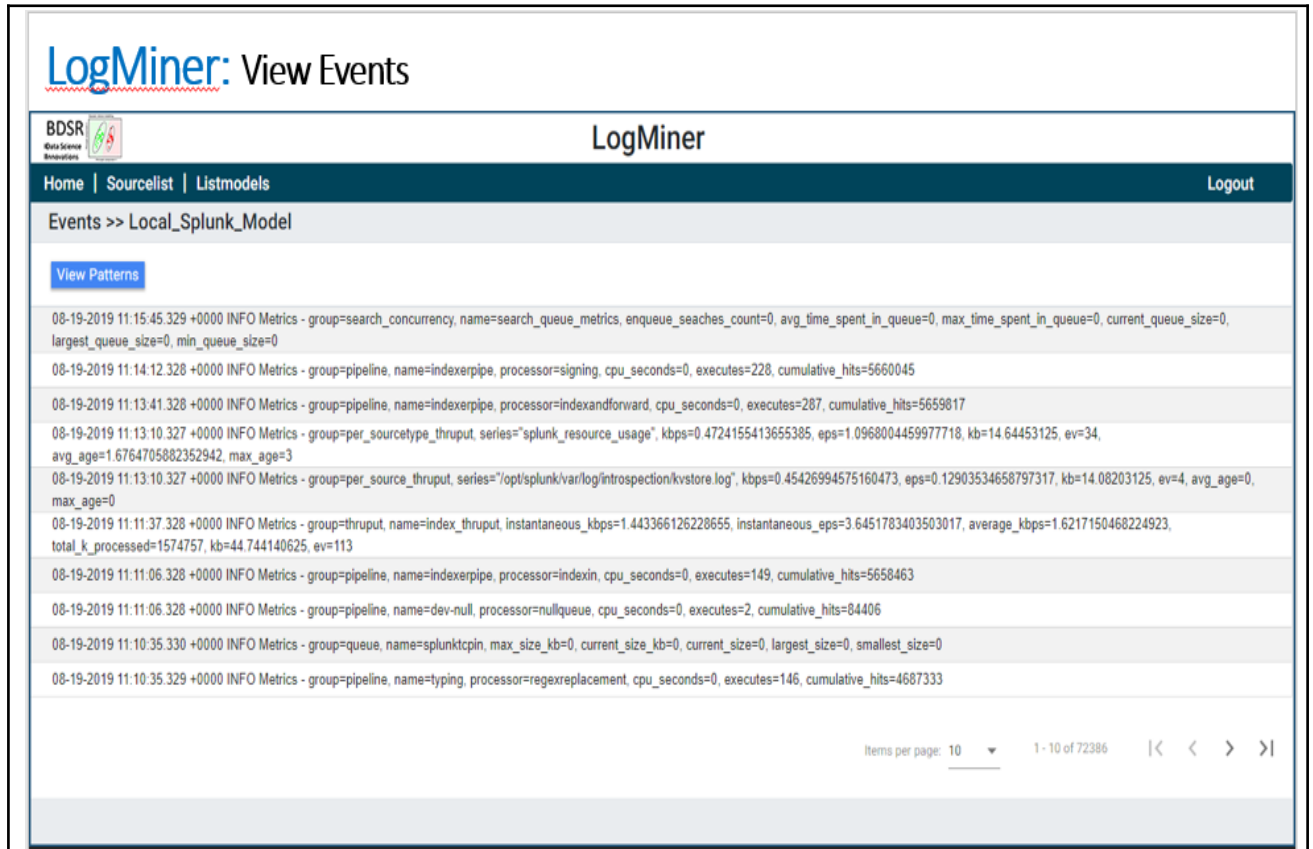 LogMiner: View Events
BDSR
Data Science
Innovations
LogMiner
Home | Sourcelist | Listmodels
Logout
Events >> Local_Splunk_Model
View Patterns
08-19-2019 11:15:45.329 +0000 INFO Metrics - group=search_concurrency, name=search_queue_metrics, enqueue_seaches_count=0, avg_time_spent_in_queue=0, max_time_spent_in_queue=0, current_queue_size=0,
largest_queue_size=0, min_queue_size=0
08-19-2019 11:14:12.328 +0000 INFO Metrics - group=pipeline, name=indexerpipe, processor=signing, cpu_seconds=0, executes=228, cumulative_hits=5660045
08-19-2019 11:13:41.328 +0000 INFO Metrics - group=pipeline, name=indexerpipe, processor=indexandforward, cpu_seconds=0, executes=287, cumulative_hits=5659817
08-19-2019 11:13:10.327 +0000 INFO Metrics - group=per_sourcetype_thruput, series="splunk_resource_usage", kbps=0.4724155413655385, eps=1.0968004459977718, kb=14.64453125, ev=34,
avg_age=1.6764705882352942, max_age=3
08-19-2019 11:13:10.327 +0000 INFO Metrics - group=per_source_thruput, series="/opt/splunk/var/log/introspection/kvstore.log", kbps=0.45426994575160473, eps=0.12903534658797317, kb=14.08203125, ev=4, avg_age=0,
max_age=0
08-19-2019 11:11:37.328 +0000 INFO Metrics - group=thruput, name=index_thruput, instantaneous_kbps=1.443366126228655, instantaneous_eps=3.6451783403503017, average_kbps=1.6217150468224923,
total_k_processed=1574757, kb=44.744140625, ev=113
08-19-2019 11:11:06.328 +0000 INFO Metrics - group=pipeline, name=indexerpipe, processor=indexin, cpu_seconds=0, executes=149, cumulative_hits=5658463
08-19-2019 11:11:06.328 +0000 INFO Metrics - group=pipeline, name=dev-null, processor=nullqueue, cpu_seconds=0, executes=2, cumulative_hits=84406
08-19-2019 11:10:35.330 +0000 INFO Metrics - group=queue, name=splunktcpin, max_size_kb=0, current_size_kb=0, current_size=0, largest_size=0, smallest_size=0
08-19-2019 11:10:35.329 +0000 INFO Metrics - group=pipeline, name=typing, processor=regexreplacement, cpu_seconds=0, executes=146, cumulative_hits=4687333
Items per page: 10
1 - 10 of 72386